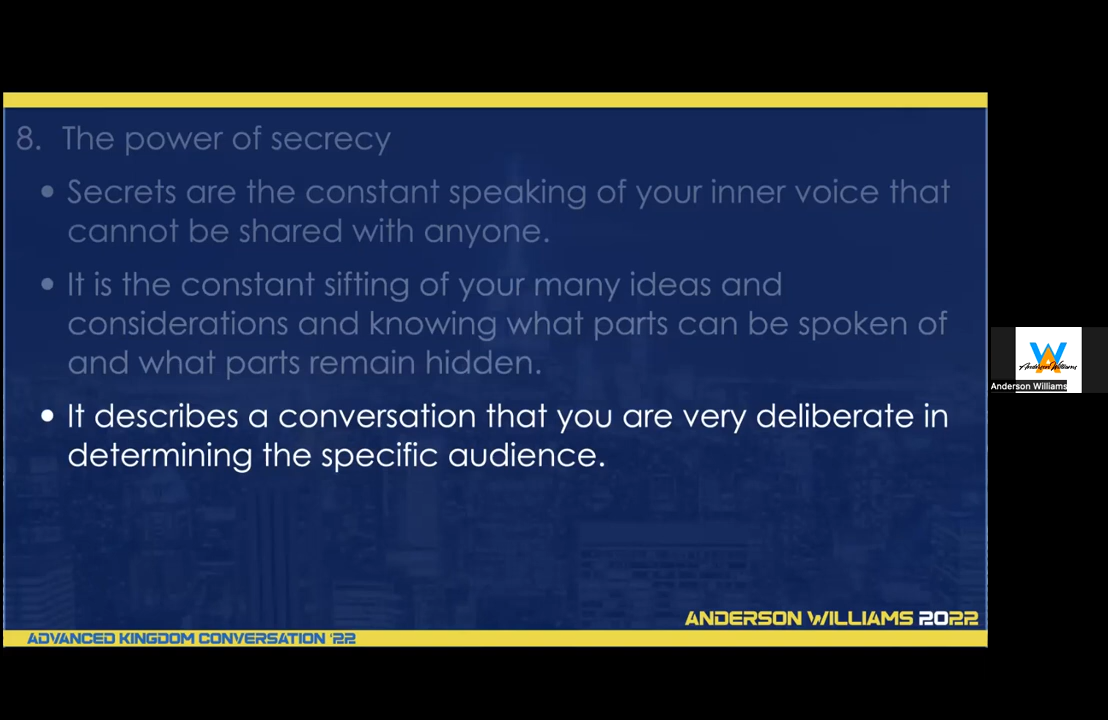 8. The power of secrecy
• Secrets are the constant speaking of your inner voice that
cannot be shared with anyone.
• It is the constant sifting of your many ideas and
considerations and knowing what parts can be spoken of
and what parts remain hidden.
• It describes a conversation that you are very deliberate in
determining the specific audience.
ANDERSON WILLIAMS 2022
ADVANCED KINGDOM CONVERSATION '22
AW
Anderson Williams
Anderson Williams